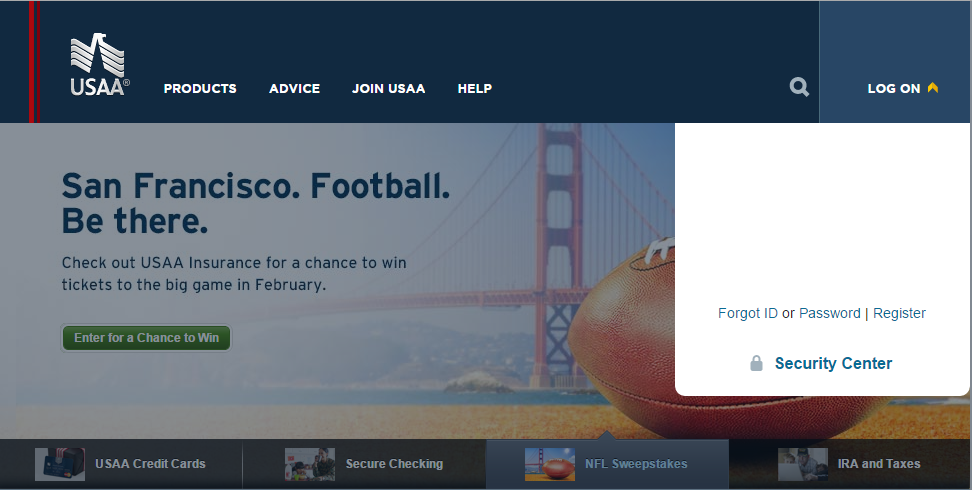 USAA®
PRODUCTS
ADVICE
JOIN USAA
HELP
LOG ON
San Francisco. Football.
Be there.
Check out USAA Insurance for a chance to win
tickets to the big game in February.
Enter for a Chance to Win
Forgot ID or Password | Register
Security Center
USAA Credit Cards
Secure Checking
NFL Sweepstakes
IRA and Taxes